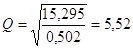 Q = √(15,295 / 0,502) = 5,52